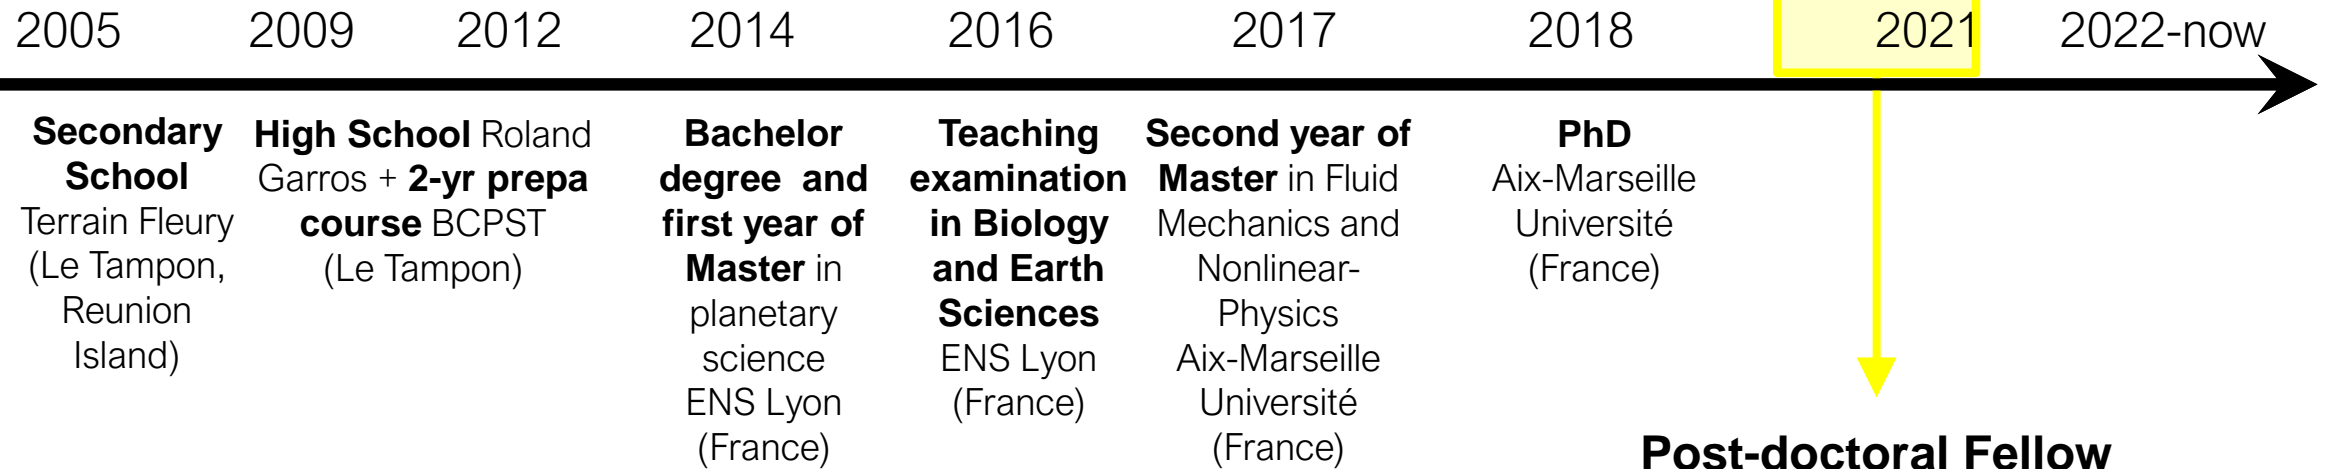 2005 2009 2012 2014 2016 2017 2018 2021 2022-now
Secondary
School
Terrain Fleury
(Le Tampon,
Reunion
Island)
High School Roland
Garros + 2-yr prepa
course BCPST
(Le Tampon)
Bachelor
degree and
first year of
Master in
planetary
science
ENS Lyon
(France)
Teaching
examination
in Biology
and Earth
Sciences
ENS Lyon
(France)
Second year of
Master in Fluid
Mechanics and
Nonlinear-
Physics
Aix-Marseille
Université
(France)
PhD
Aix-Marseille
Université
(France)
Post-doctoral Fellow